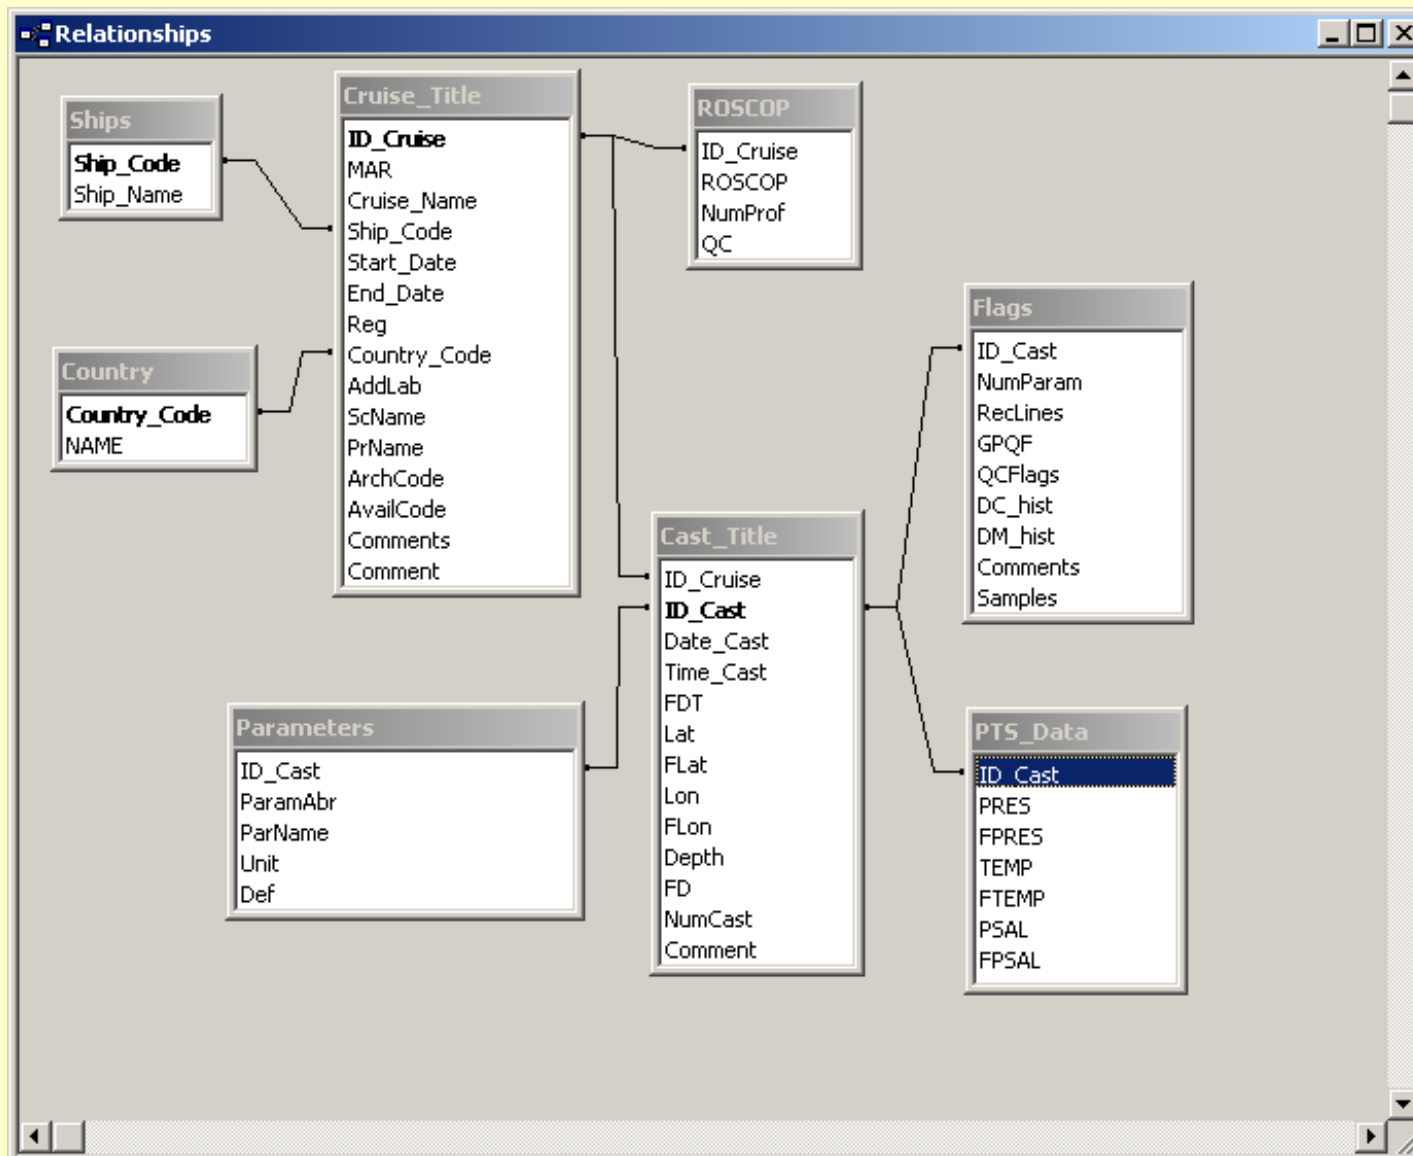 Relationships
Ships
Ship_Code
Ship_Name
Cruise_Title
ID_Cruise
MAR
Cruise_Name
Ship_Code
Start_Date
End_Date
Reg
Country_Code
AddLab
ScName
PrName
ArchCode
AvailCode
Comments
Comment
ROSCOP
ID_Cruise
ROSCOP
NumProf
QC
Country
Country_Code
NAME
Flags
ID_Cast
NumParam
RecLines
GPQF
QCFlags
DC_hist
DM_hist
Comments
Samples
Cast_Title
ID_Cruise
ID_Cast
Date_Cast
Time_Cast
FDT
Lat
FLat
Lon
FLon
Depth
FD
NumCast
Comment
Parameters
ID_Cast
ParamAbr
ParName
Unit
Def
PTS_Data
ID_Cast
PRES
FPRES
TEMP
FTEMP
PSAL
FPSAL